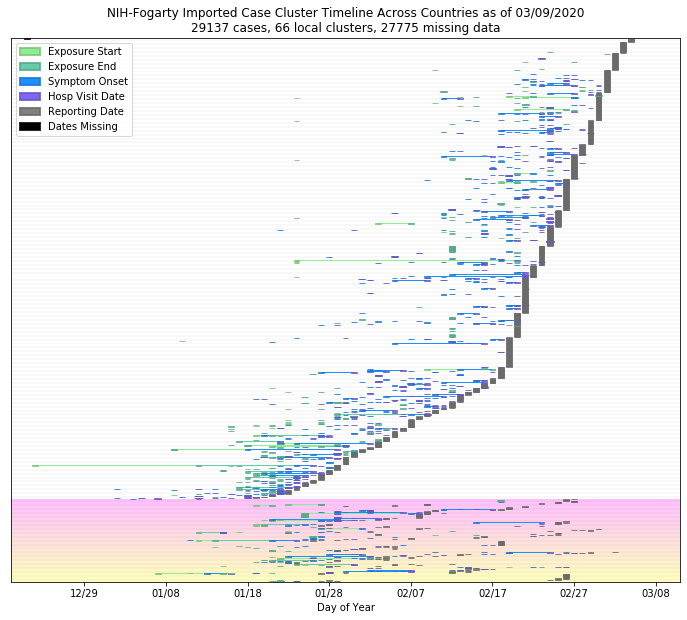 NIH-Fogarty Imported Case Cluster Timeline Across Countries as of 03/09/2020
29137 cases, 66 local clusters, 27775 missing data
Exposure Start
Exposure End
Symptom Onset
Hosp Visit Date
Reporting Date
Dates Missing
12/29 01/08 01/18 01/28 02/07 02/17 02/27 03/08
Day of Year